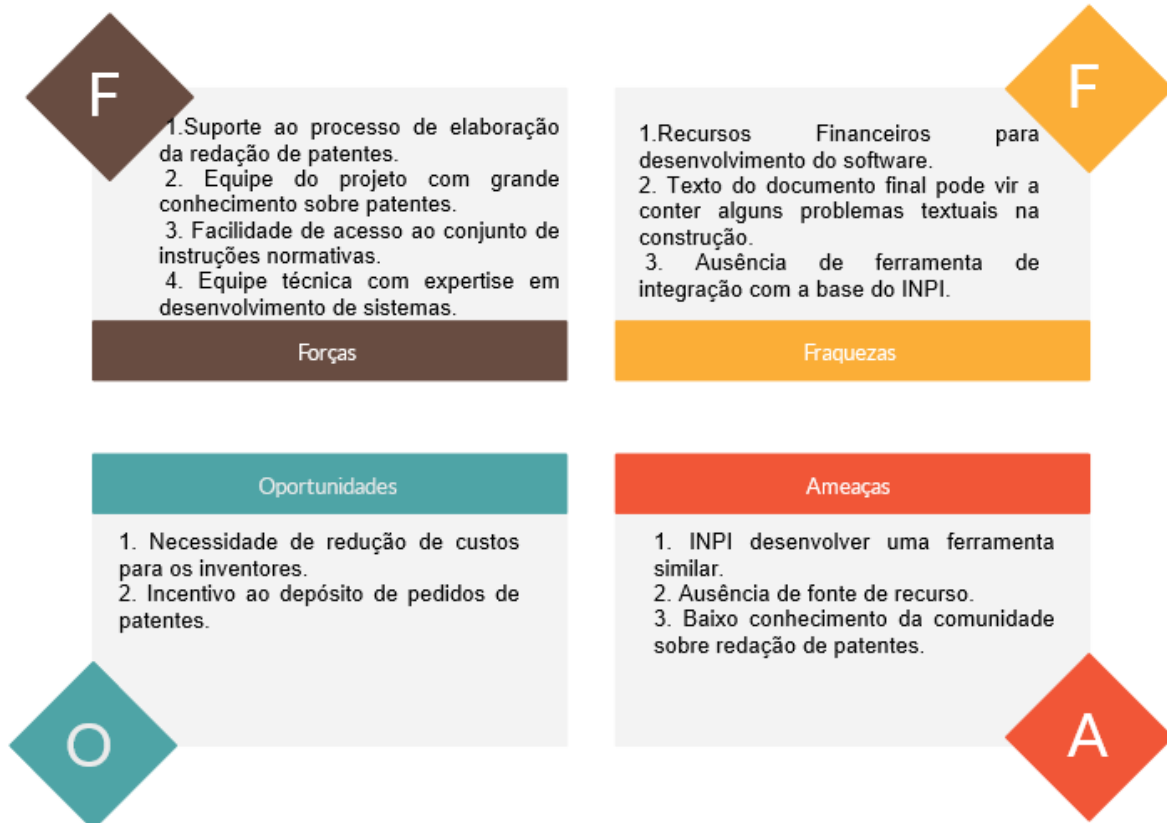 F
1.Suporte ao processo de elaboração
da redação de patentes.
2. Equipe do projeto com grande
conhecimento sobre patentes.
3. Facilidade de acesso ao conjunto de
instruções normativas.
4. Equipe técnica com expertise em
desenvolvimento de sistemas.
Forças
F
1.Recursos Financeiros para
desenvolvimento do software.
2. Texto do documento final pode vir a
conter alguns problemas textuais na
construção.
3. Ausência de ferramenta de
integração com a base do INPI.
Fraquezas
Oportunidades
1. Necessidade de redução de custos
para os inventores.
2. Incentivo ao depósito de pedidos de
patentes.
O
Ameaças
1. INPI desenvolver uma ferramenta
similar.
2. Ausência de fonte de recurso.
3. Baixo conhecimento da comunidade
sobre redação de patentes.
A